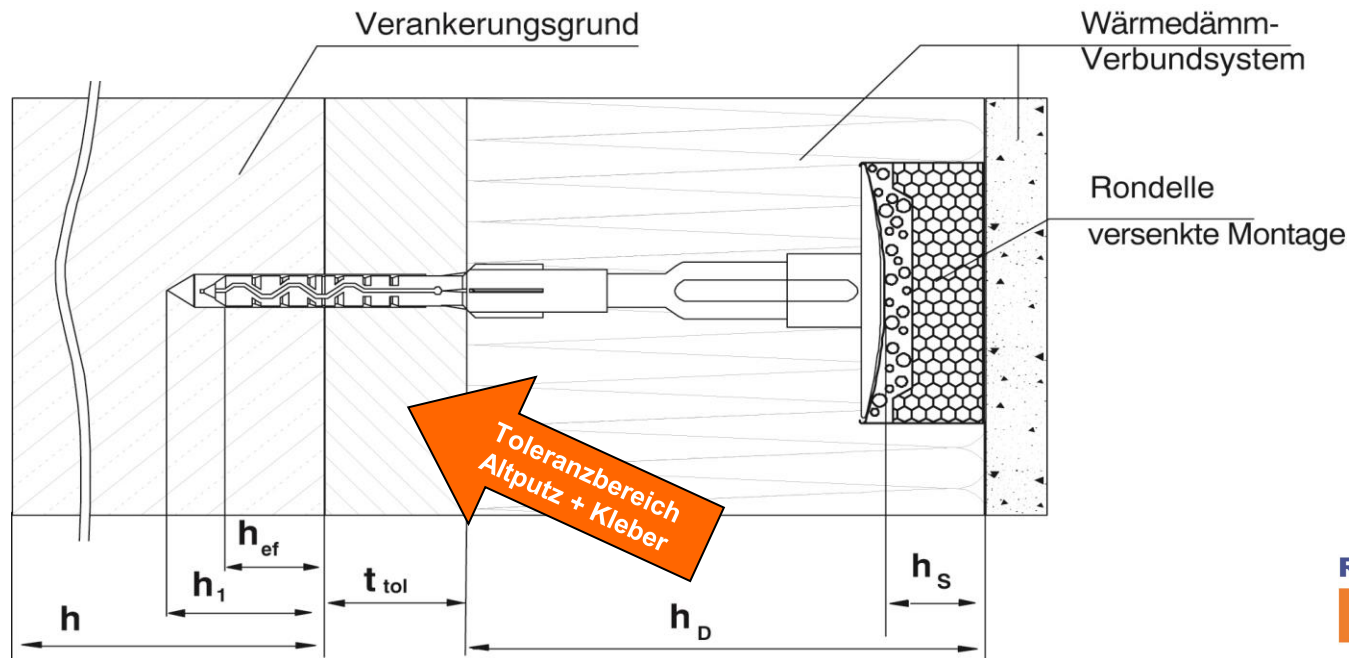 Verankerungsgrund
Wärmedämm-
Verbundsystem
Rondelle
versenkte Montage
Toleranzbereich
Altputz + Kleber
h ef
h 1
h
t tol
h D
h S